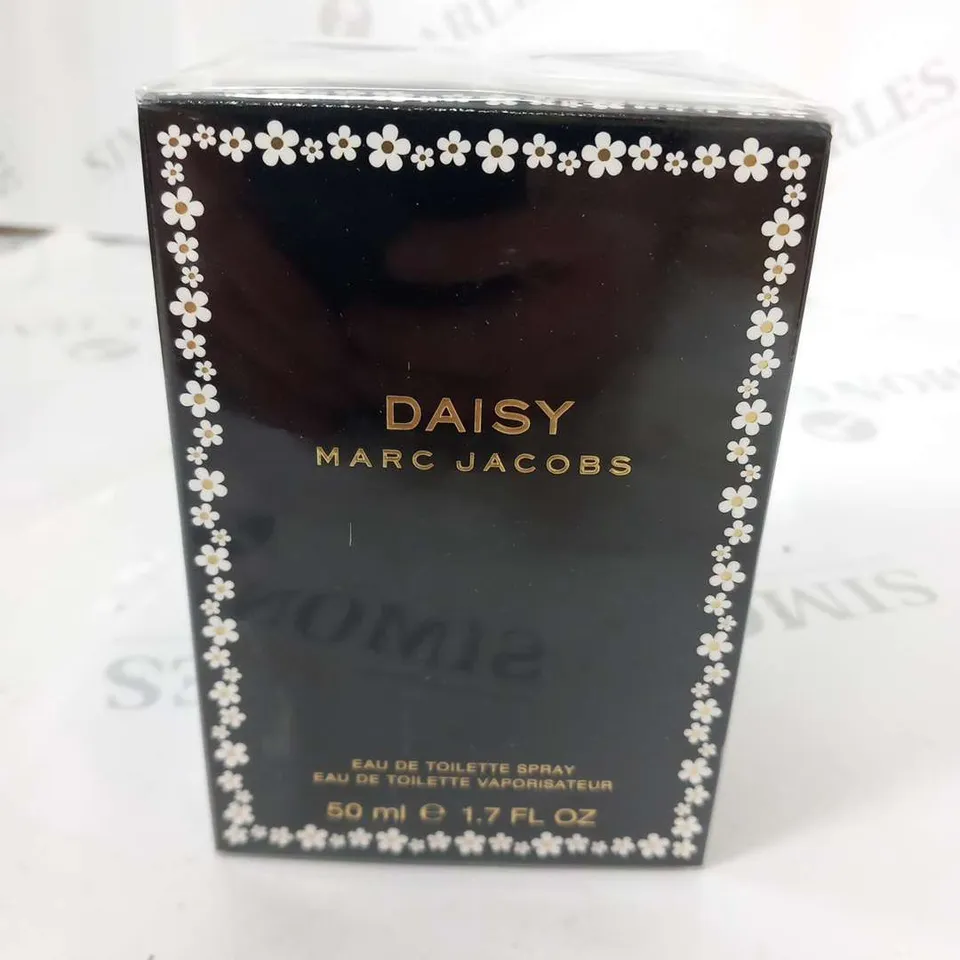 DAISY
MARC JACOBS
EAU DE TOILETTE SPRAY
EAU DE TOILETTE VAPORISATEUR
50 ml ℮ 1.7 FL OZ